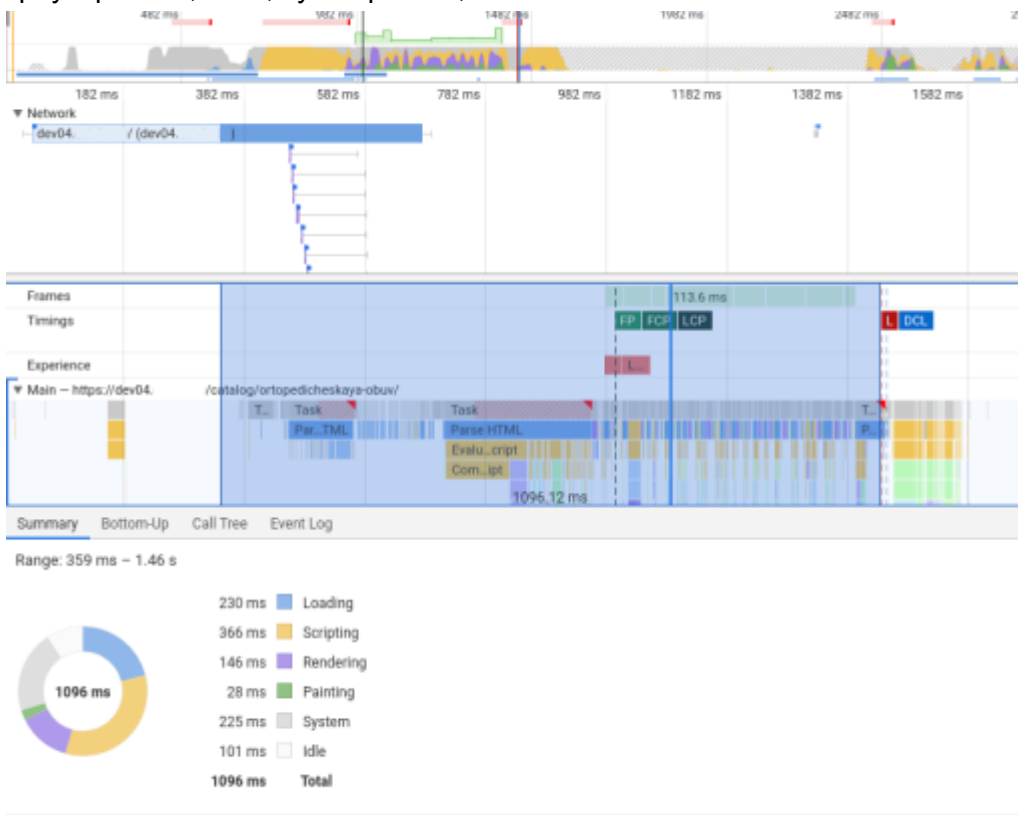 482 ms 982 ms 1482 ms 1982 ms 2482 ms
182 ms 382 ms 582 ms 782 ms 982 ms 1182 ms 1382 ms 1582 ms
▼ Network
dev04. / (dev04. )
Frames 113.6 ms
Timings FP FCP LCP L DCL
Experience L...
▼ Main — https://dev04. /catalog/ortopedicheskaya-obuv/
T... Task Task T...
Par...TML Parse HTML P...
Evalu...cript
Com...ipt
1096.12 ms
Summary Bottom-Up Call Tree Event Log
Range: 359 ms – 1.46 s
230 ms Loading
366 ms Scripting
146 ms Rendering
1096 ms
28 ms Painting
225 ms System
101 ms Idle
1096 ms Total